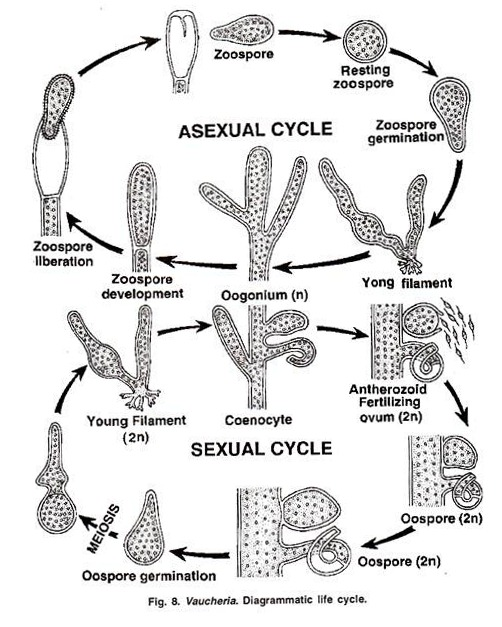 Zoospore
Resting
zoospore
Zoospore
germination
ASEXUAL CYCLE
Zoospore
liberation
Zoospore
development
Oogonium (n)
Yong filament
Young Filament
(2n)
Coenocyte
Antherozoid
Fertilizing
ovum (2n)
SEXUAL CYCLE
Oospore (2n)
Oospore (2n)
MEIOSIS
Oospore germination
Fig. 8. Vaucheria. Diagrammatic life cycle.